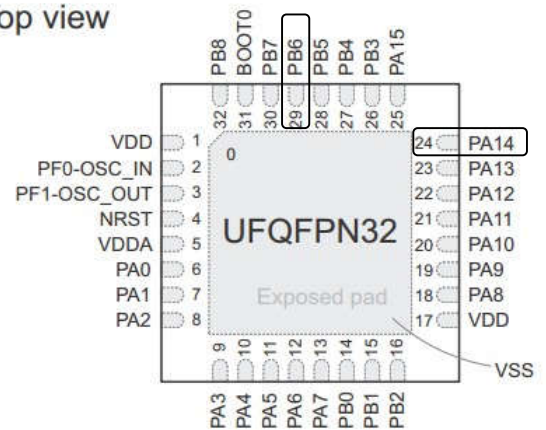 op view
PB8
BOOT0
PB7
PB6
PB5
PB4
PB3
PA15
32
31
30
29
28
27
26
25
VDD 1
PF0-OSC_IN 2
PF1-OSC_OUT 3
NRST 4
VDDA 5
PA0 6
PA1 7
PA2 8
0
UFQFPN32
Exposed pad
24 PA14
23 PA13
22 PA12
21 PA11
20 PA10
19 PA9
18 PA8
17 VDD
VSS
9
10
11
12
13
14
15
16
PA3
PA4
PA5
PA6
PA7
PB0
PB1
PB2